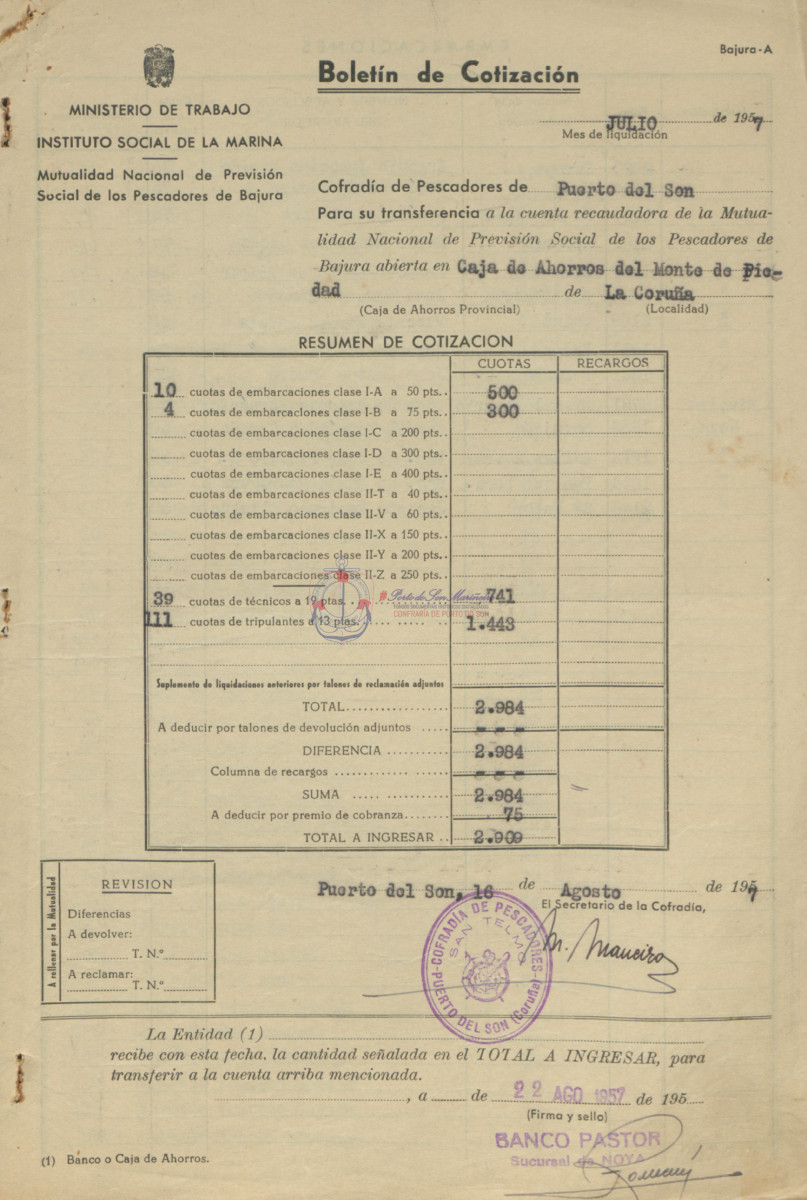 Bajura-A
Boletín de Cotización
MINISTERIO DE TRABAJO
INSTITUTO SOCIAL DE LA MARINA
Mutualidad Nacional de Previsión
Social de los Pescadores de Bajura
JULIO de 1957
Mes de liquidación
Cofradía de Pescadores de Puerto del Son
Para su transferencia a la cuenta recaudadora de la Mutua-
lidad Nacional de Previsión Social de los Pescadores de
Bajura abierta en Caja de Ahorros del Monte de Pie-
dad de La Coruña
(Caja de Ahorros Provincial) (Localidad)
RESUMEN DE COTIZACION
CUOTAS RECARGOS
10 cuotas de embarcaciones clase I-A a 50 pts.. 500
4 cuotas de embarcaciones clase I-B a 75 pts.. 300
cuotas de embarcaciones clase I-C a 200 pts..
cuotas de embarcaciones clase I-D a 300 pts..
cuotas de embarcaciones clase I-E a 400 pts..
cuotas de embarcaciones clase II-T a 40 pts..
cuotas de embarcaciones clase II-V a 60 pts..
cuotas de embarcaciones clase II-X a 150 pts..
cuotas de embarcaciones clase II-Y a 200 pts..
cuotas de embarcaciones clase II-Z a 250 pts..
39 cuotas de técnicos a 19 ptas. 741
Porto do Son Mariñeiro
CONFRARÍA DE PORTO DO SON
111 cuotas de tripulantes a 13 ptas. 1.443
Suplemento de liquidaciones anteriores por talones de reclamación adjuntos
TOTAL 2.984
A deducir por talones de devolución adjuntos - - -
DIFERENCIA 2.984
Columna de recargos - - -
SUMA 2.984
A deducir por premio de cobranza 75
TOTAL A INGRESAR 2.909
A rellenar por la Mutualidad
REVISION
Diferencias
A devolver:
T. N.º
A reclamar:
T. N.º
Puerto del Son, 16 de Agosto de 1957
El Secretario de la Cofradía,
M. Maneiro
COFRADÍA DE PESCADORES
SAN TELMO
PUERTO DEL SON (Coruña)
La Entidad (1)
recibe con esta fecha, la cantidad señalada en el TOTAL A INGRESAR, para
transferir a la cuenta arriba mencionada.
, a de 22 AGO 1957 de 195
(Firma y sello)
BANCO PASTOR
Sucursal de NOYA
(1) Banco o Caja de Ahorros.